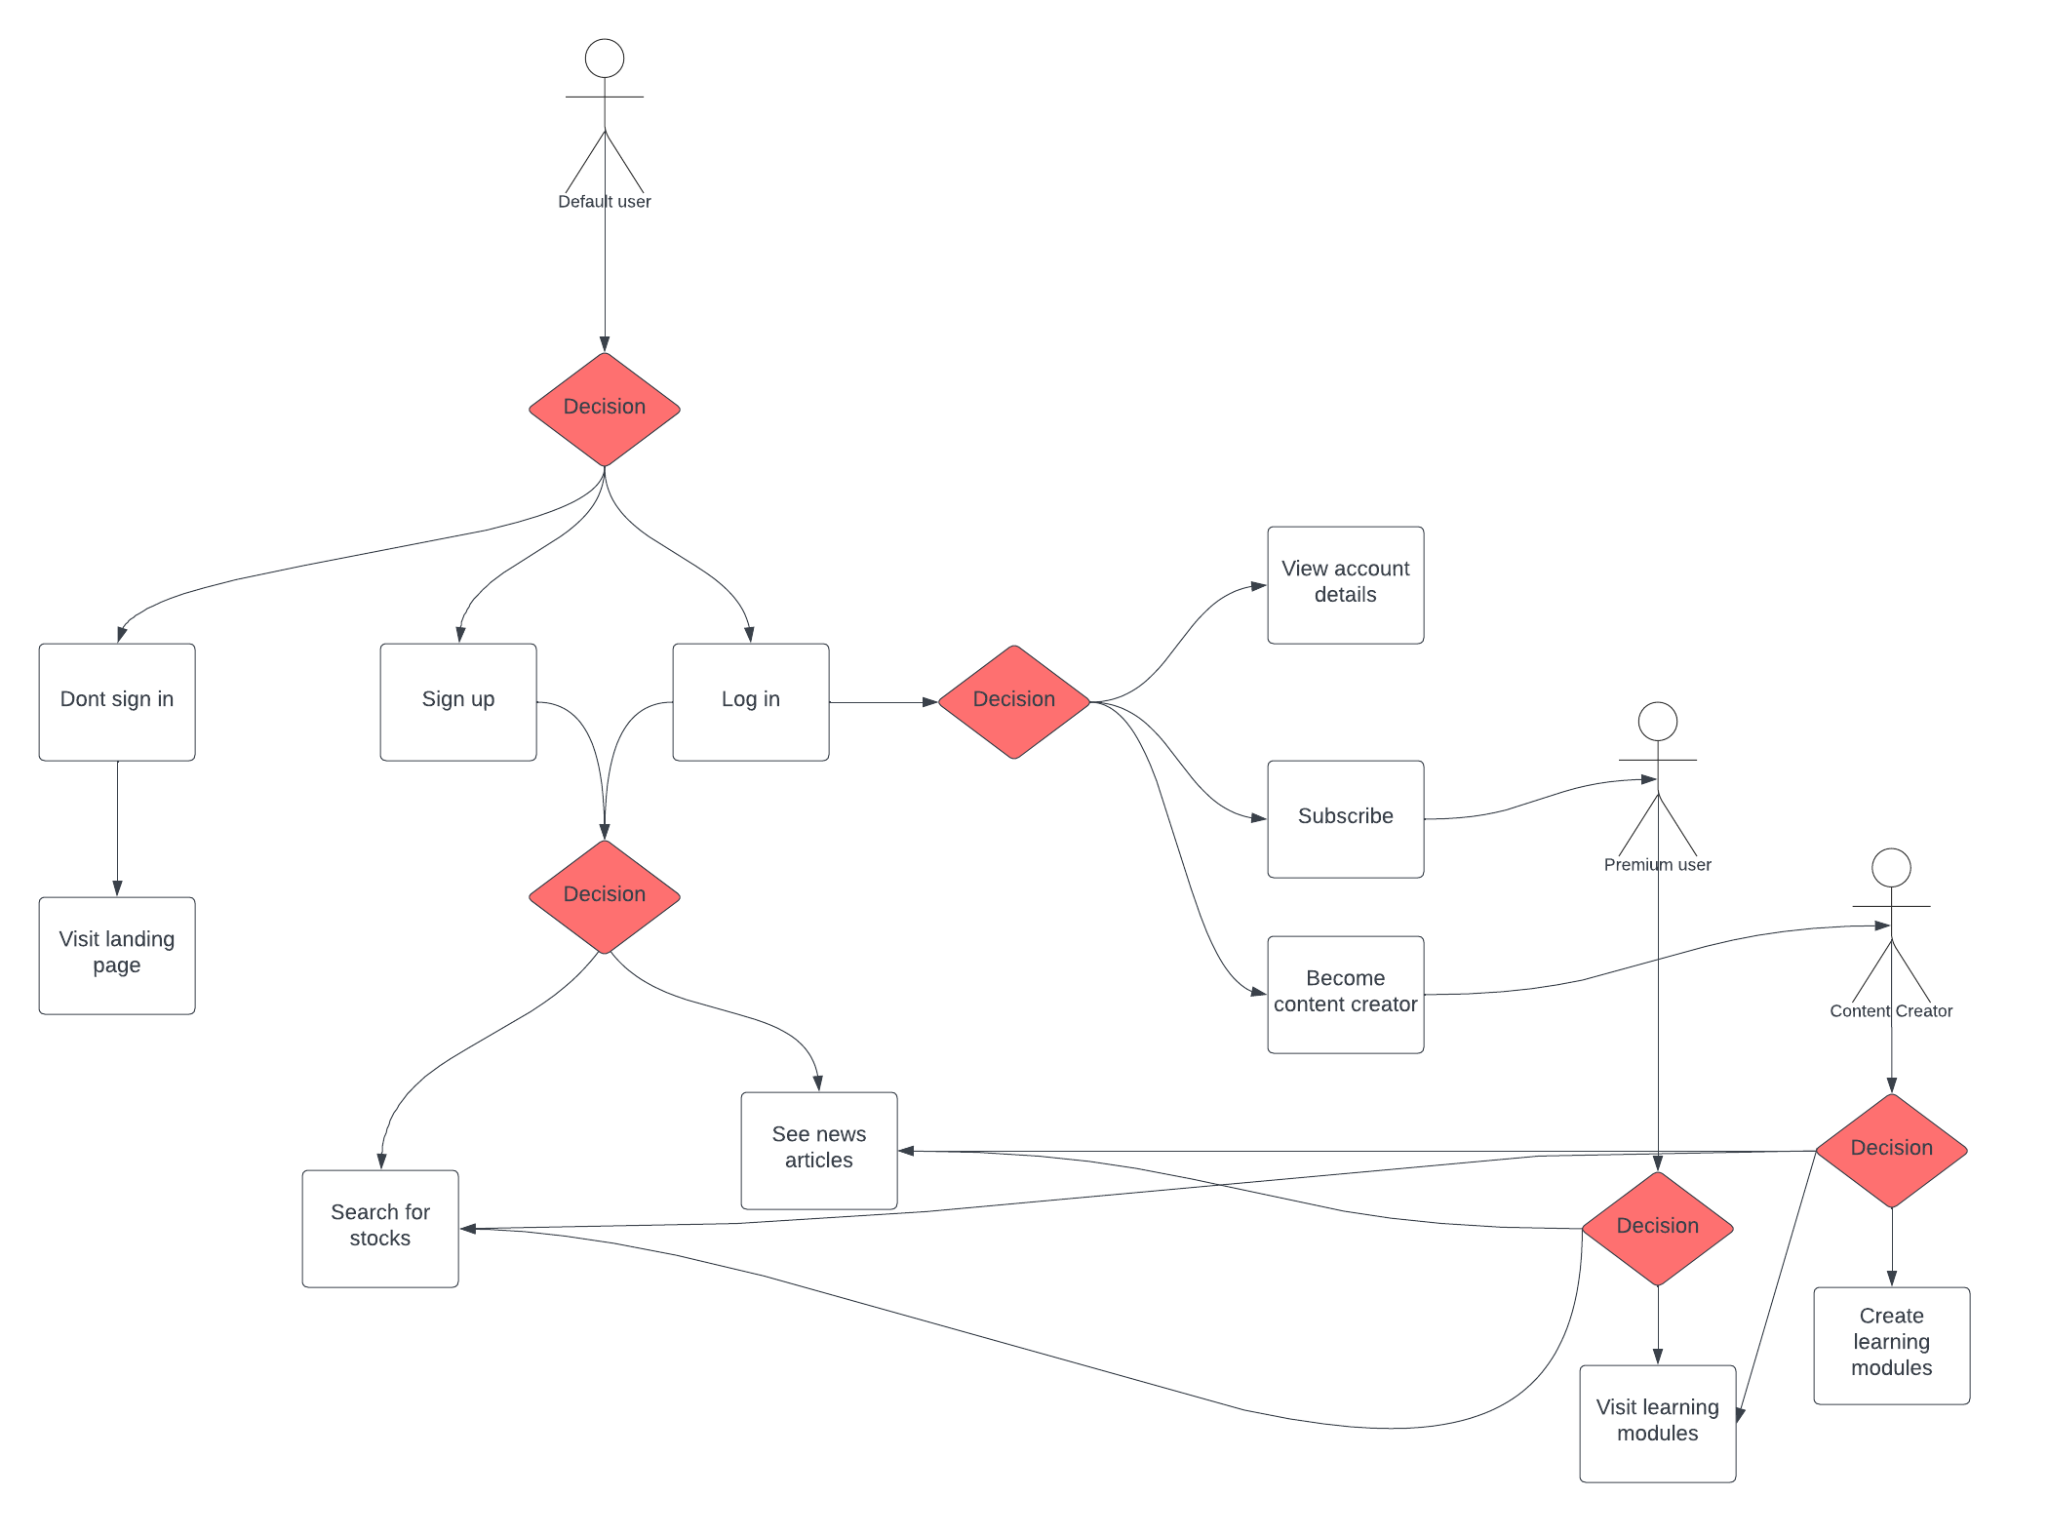 Default user
Decision
View account
details
Dont sign in
Sign up
Log in
Decision
Subscribe
Premium user
Decision
Visit landing
page
Become
content creator
Content Creator
See news
articles
Decision
Search for
stocks
Decision
Create
learning
modules
Visit learning
modules